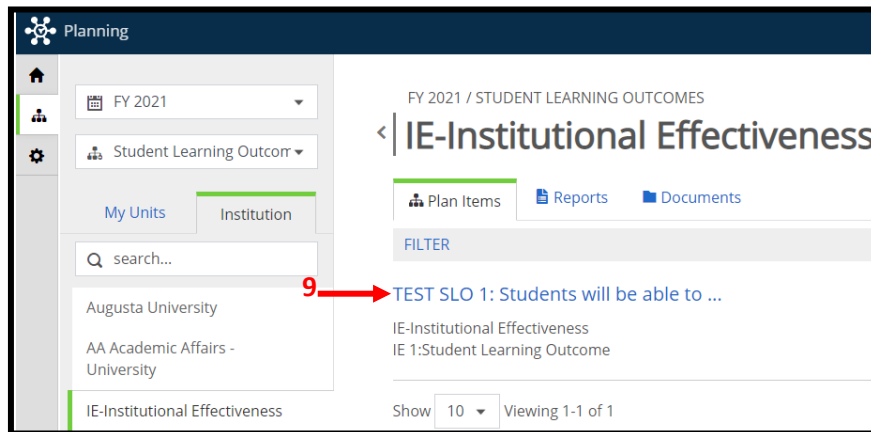 Planning
FY 2021
Student Learning Outcom
My Units
Institution
search...
Augusta University
AA Academic Affairs -
University
IE-Institutional Effectiveness
FY 2021 / STUDENT LEARNING OUTCOMES
< IE-Institutional Effectiveness
Plan Items
Reports
Documents
FILTER
9
TEST SLO 1: Students will be able to ...
IE-Institutional Effectiveness
IE 1:Student Learning Outcome
Show 10 Viewing 1-1 of 1